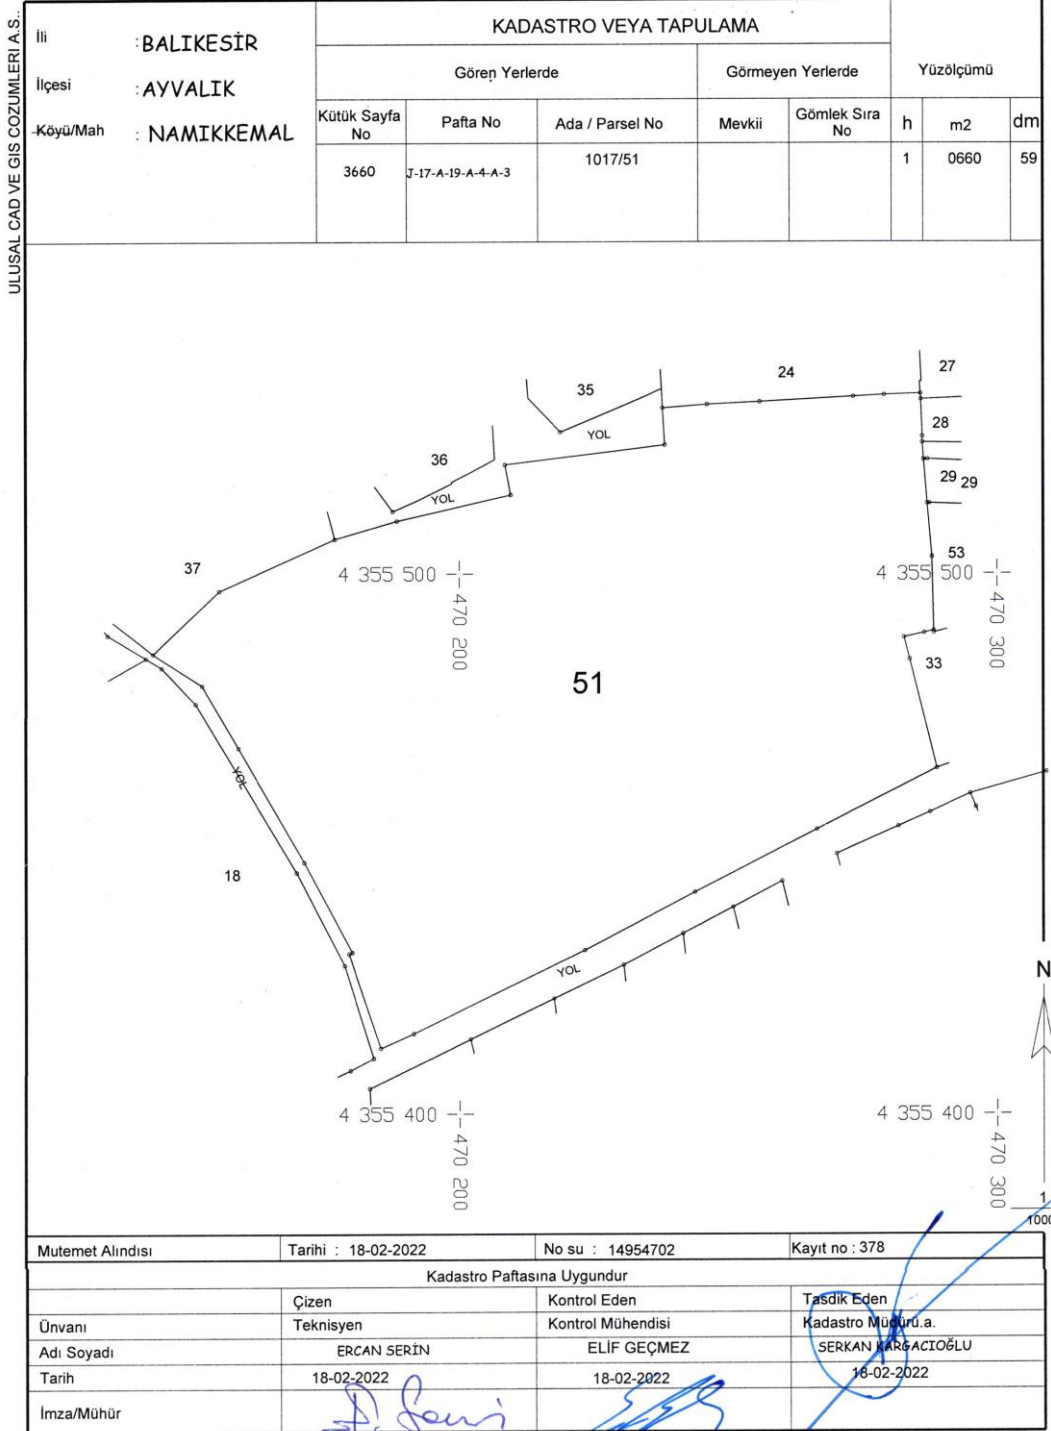 ULUSAL CAD VE GIS COZUMLERI A.S..
İli : BALIKESİR
İlçesi : AYVALIK
Köyü/Mah : NAMIKKEMAL
KADASTRO VEYA TAPULAMA
Gören Yerlerde Görmeyen Yerlerde Yüzölçümü
Kütük Sayfa No Pafta No Ada / Parsel No Mevkii Gömlek Sıra No h m2 dm
3660 J-17-A-19-A-4-A-3 1017/51 1 0660 59
27
24
35
28
YOL
36
29 29
YOL
53
37
4 355 500
470 200
4 355 500
470 300
33
51
YOL
18
YOL
N
4 355 400
470 200
4 355 400
470 300
1
1000
Mutemet Alındısı Tarihi : 18-02-2022 No su : 14954702 Kayıt no : 378
Kadastro Paftasına Uygundur
Çizen Kontrol Eden Tasdik Eden
Ünvanı Teknisyen Kontrol Mühendisi Kadastro Müdürü.a.
Adı Soyadı ERCAN SERİN ELİF GEÇMEZ SERKAN KARGACIOĞLU
Tarih 18-02-2022 18-02-2022 18-02-2022
İmza/Mühür